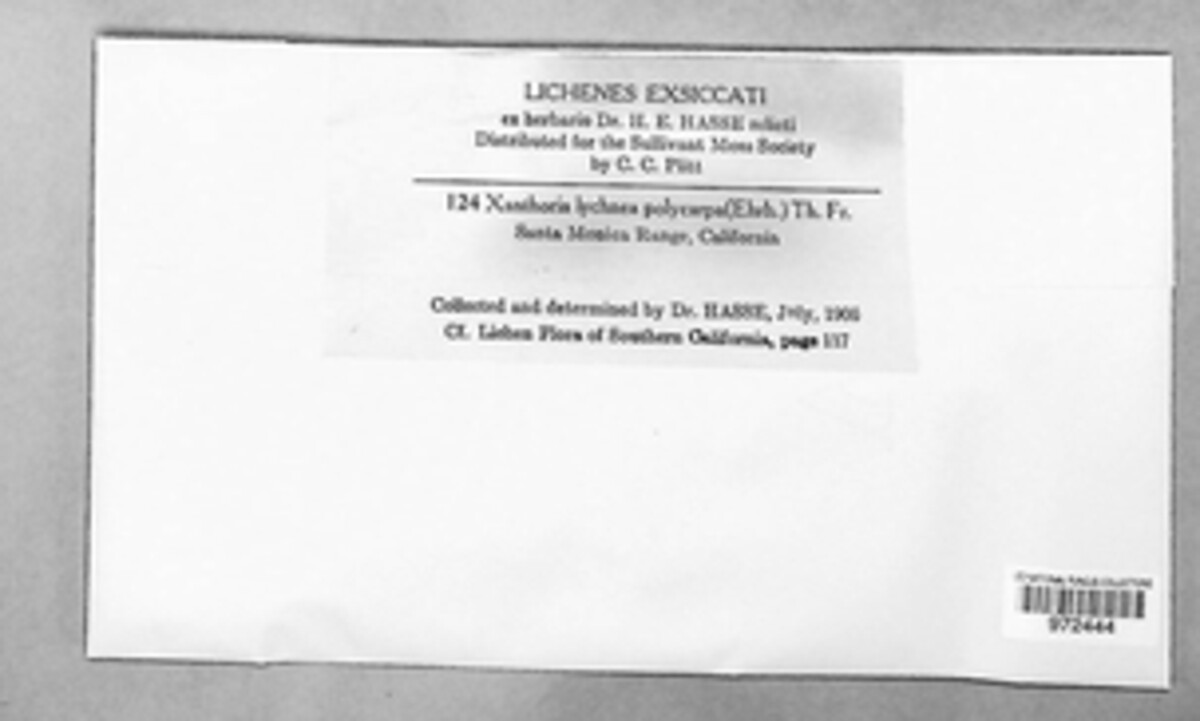 LICHENES EXSICCATI
ex herbario Dr. H. E. HASSE relicti
Distributed for the Sullivant Moss Society
by C. C. Plitt
124 Xanthoria lychnea polycarpa(Ehrh.) Th. Fr.
Santa Monica Range, California
Collected and determined by Dr. HASSE, July,
Cf. Lichen Flora of Southern California, page 117
972444